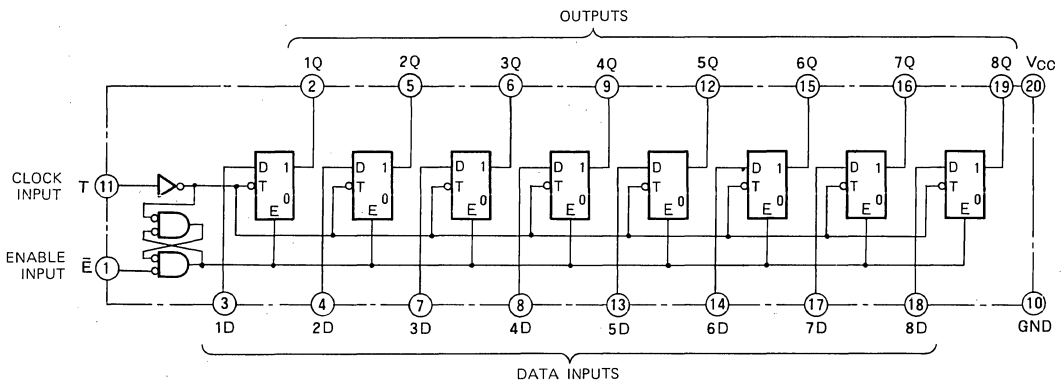 OUTPUTS
1Q 2Q 3Q 4Q 5Q 6Q 7Q 8Q VCC
2 5 6 9 12 15 16 19 20
D 1 D 1 D 1 D 1 D 1 D 1 D 1 D 1
CLOCK INPUT T 11
T 0 T 0 T 0 T 0 T 0 T 0 T 0 T 0
E E E E E E E E
ENABLE INPUT Ē 1
3 4 7 8 13 14 17 18 10
1D 2D 3D 4D 5D 6D 7D 8D GND
DATA INPUTS